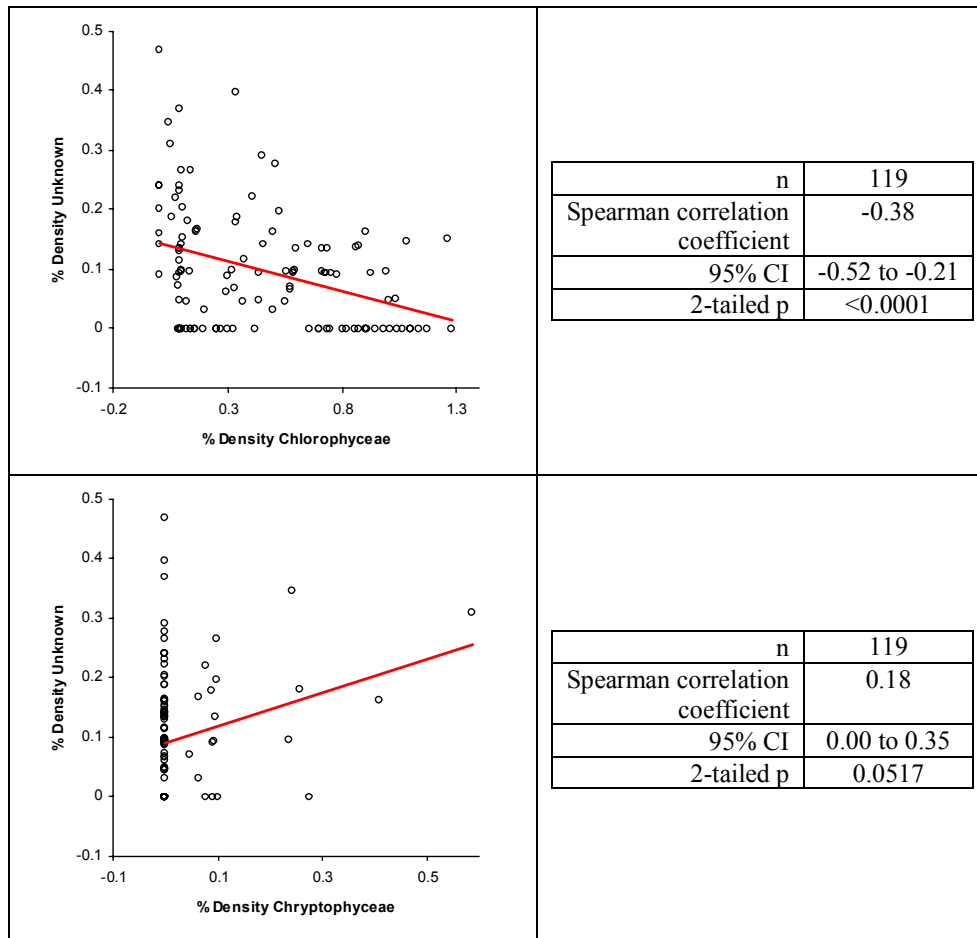 0.5
0.4
0.3
0.2
0.1
0
-0.1
% Density Unknown
-0.2 0.3 0.8 1.3
% Density Chlorophyceae
n 119
Spearman correlation -0.38
coefficient
95% CI -0.52 to -0.21
2-tailed p <0.0001
0.5
0.4
0.3
0.2
0.1
0
-0.1
% Density Unknown
-0.1 0.1 0.3 0.5
% Density Chryptophyceae
n 119
Spearman correlation 0.18
coefficient
95% CI 0.00 to 0.35
2-tailed p 0.0517